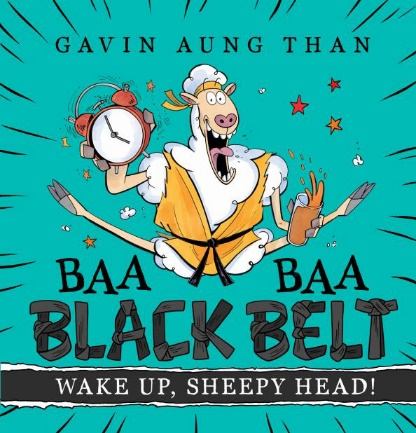 GAVIN AUNG THAN
BAA BAA
BLACK BELT
WAKE UP, SHEEPY HEAD!